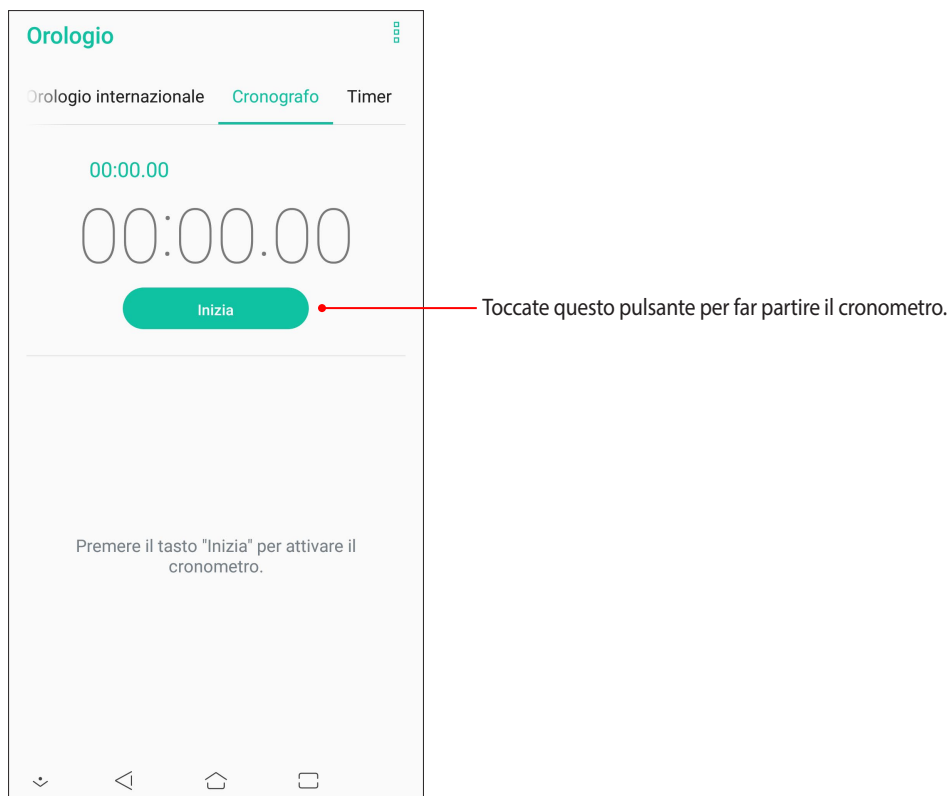 Orologio
Orologio internazionale Cronografo Timer
00:00.00
00:00.00
Inizia
Toccate questo pulsante per far partire il cronometro.
Premere il tasto "Inizia" per attivare il
cronometro.